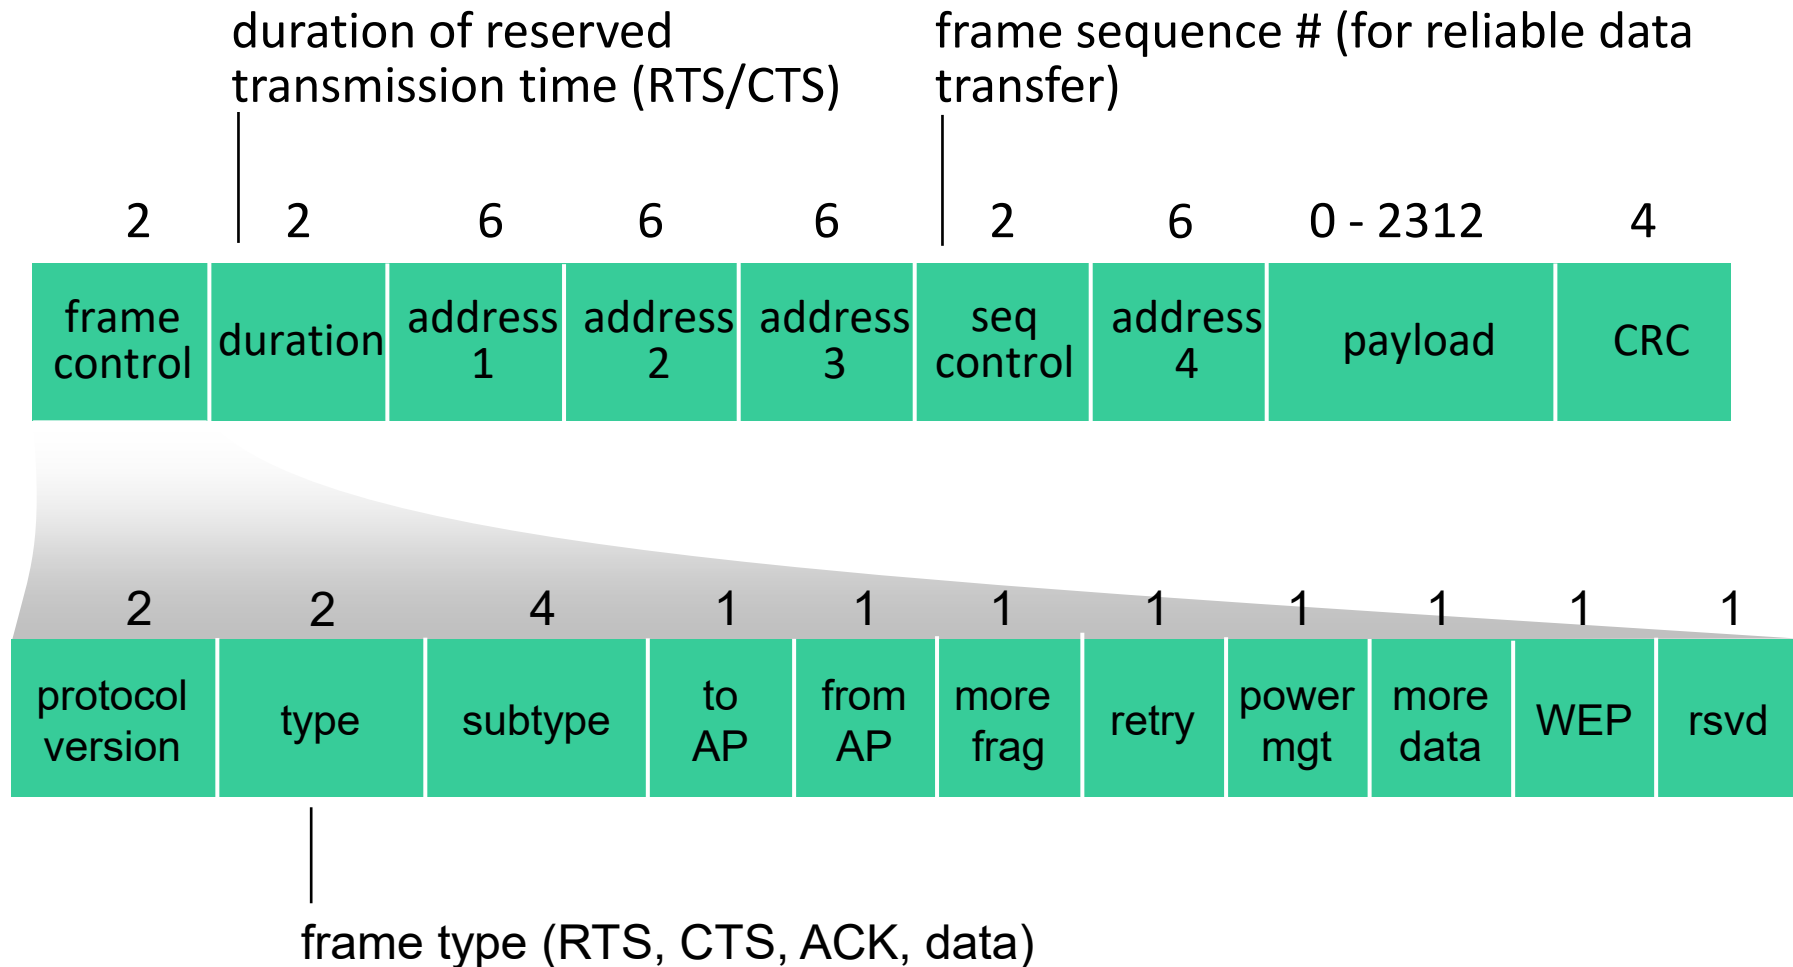 duration of reserved
transmission time (RTS/CTS)
frame sequence # (for reliable data
transfer)
2 2 6 6 6 2 6 0 - 2312 4
frame
control
duration
address
1
address
2
address
3
seq
control
address
4
payload
CRC
2 2 4 1 1 1 1 1 1 1 1
protocol
version
type
subtype
to
AP
from
AP
more
frag
retry
power
mgt
more
data
WEP
rsvd
frame type (RTS, CTS, ACK, data)